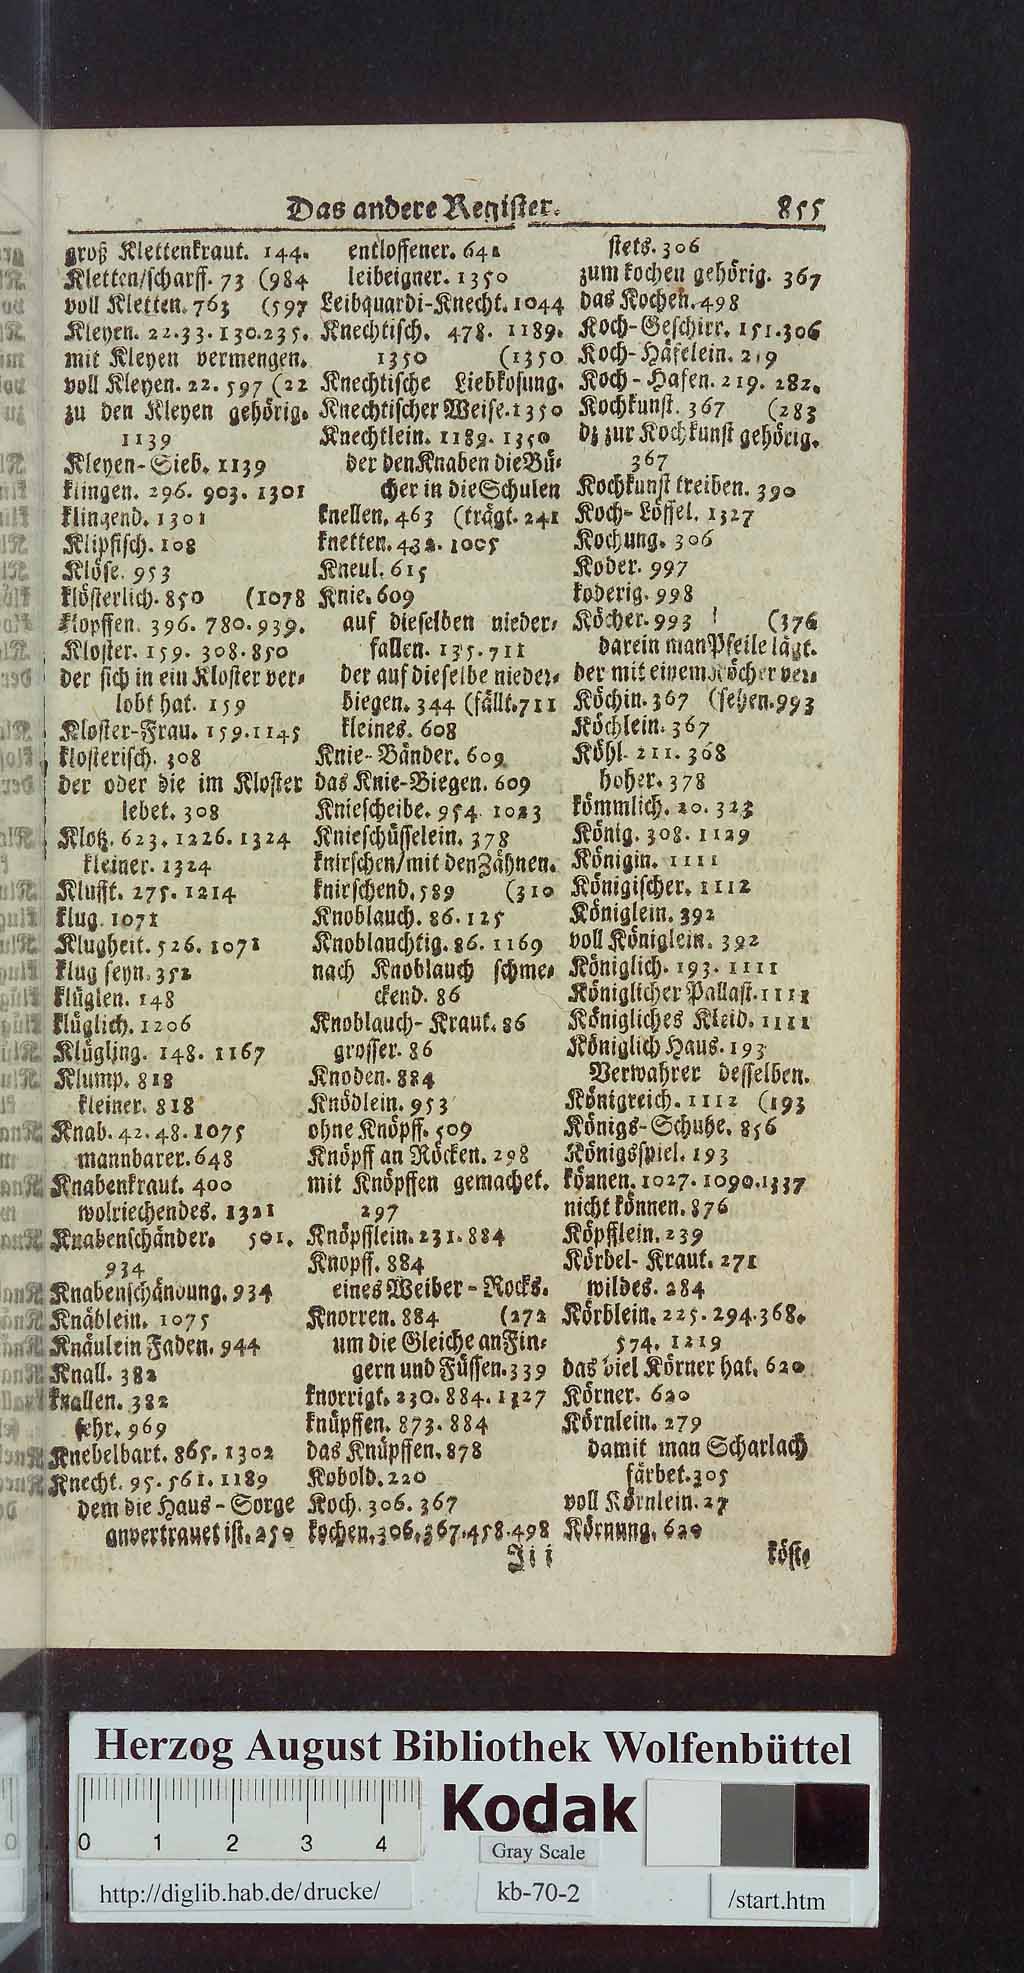 Das andere Register. 855
groß Klettenkraut. 144.
Kletten/scharff. 73 (984
voll Kletten. 763 (597
Kleyen. 22.33.130.235.
mit Kleyen vermengen.
voll Kleyen. 22. 597 (22
zu den Kleyen gehörig.
1139
Kleyen-Sieb. 1139
klingen. 296. 903. 1301
klingend. 1301
Klipfisch. 108
Klöse. 953
klösterlich. 850 (1078
klopffen. 396. 780. 939.
Kloster. 159. 308. 850
der sich in ein Kloster ver-
lobt hat. 159
Kloster-Frau. 159. 1145
klosterisch. 308
der oder die im Kloster
lebet. 308
Klotz. 623. 1226. 1324
kleiner. 1324
Klufft. 275. 1214
klug. 1071
Klugheit. 526. 1071
klug seyn. 352
klüglen. 148
klüglich. 1206
Klügling. 148. 1167
Klump. 818
kleiner. 818
Knab. 42. 48. 1075
mannbarer. 648
Knabenkraut. 400
wolriechendes. 1321
Knabenschänder. 501.
934
Knabenschändung. 934
Knäblein. 1075
Knäulein Faden. 944
Knall. 382
knallen. 382
sehr. 969
Knebelbart. 865. 1302
Knecht. 95. 561. 1189
dem die Haus-Sorge
anvertrauet ist. 250
entloffener. 642
leibeigner. 1350
Leibquardi-Knecht. 1044
Knechtisch. 478. 1189.
1350 (1350
Knechtische Liebkosung.
Knechtischer Weise. 1350
Knechtlein. 1189. 1350
der den Knaben die Bü-
cher in die Schulen
knellen. 463 (trägt. 241
knetten. 432. 1005
Kneul. 615
Knie. 609
auf dieselben nieder-
fallen. 135. 711
der auf dieselbe nieder-
biegen. 344 (fällt. 711
kleines. 608
Knie-Bänder. 609
das Knie-Biegen. 609
Kniescheibe. 954. 1023
Knieschüsselein. 378
knirschen/mit den Zähnen.
knirschend. 589 (310
Knoblauch. 86. 125
Knoblauchtig. 86. 1169
nach Knoblauch schme-
ckend. 86
Knoblauch-Kraut. 86
grosser. 86
Knoden. 884
Knödlein. 953
ohne Knöpff. 509
Knöpff an Röcken. 298
mit Knöpffen gemachet.
297
Knöpfflein. 231. 884
Knopff. 884
eines Weiber-Rocks.
Knorren. 884 (272
um die Gleiche an Fin-
gern und Füssen. 339
knorrigt. 230. 884. 1327
knüpffen. 873. 884
das Knüpffen. 878
Kobold. 220
Koch. 306. 367
kochen. 306. 367. 458. 498
stets. 306
zum kochen gehörig. 367
das Kochen. 498
Koch-Geschirr. 151. 306
Koch-Häfelein. 219
Koch-Hafen. 219. 282.
Kochkunst. 367 (283
dz zur Kochkunst gehörig.
367
Kochkunst treiben. 390
Koch-Löffel. 1327
Kochung. 306
Koder. 997
koderig. 998
Köcher. 993 (376
darein man Pfeile lägt.
der mit einem Köcher ver-
Köchin. 367 (sehen. 993
Köchlein. 367
Köhl. 211. 368
hoher. 378
kömmlich. 20. 323
König. 308. 1129
Königin. 1111
Königischer. 1112
Königlein. 392
voll Königlein. 392
Königlich. 193. 1111
Königlicher Pallast. 1111
Königliches Kleid. 1111
Königlich Haus. 193
Verwahrer desselben.
Königreich. 1112 (193
Königs-Schuhe. 856
Königsspiel. 193
können. 1027. 1090. 1337
nicht können. 876
Köpfflein. 239
Körbel-Kraut. 271
wildes. 284
Körblein. 225. 294. 368.
574. 1219
das viel Körner hat. 620
Körner. 620
Körnlein. 279
damit man Scharlach
färbet. 305
voll Körnlein. 27
Körnung. 620
Jii köst-
Herzog August Bibliothek Wolfenbüttel
0 1 2 3 4
Kodak
Gray Scale
http://diglib.hab.de/drucke/ kb-70-2 /start.htm